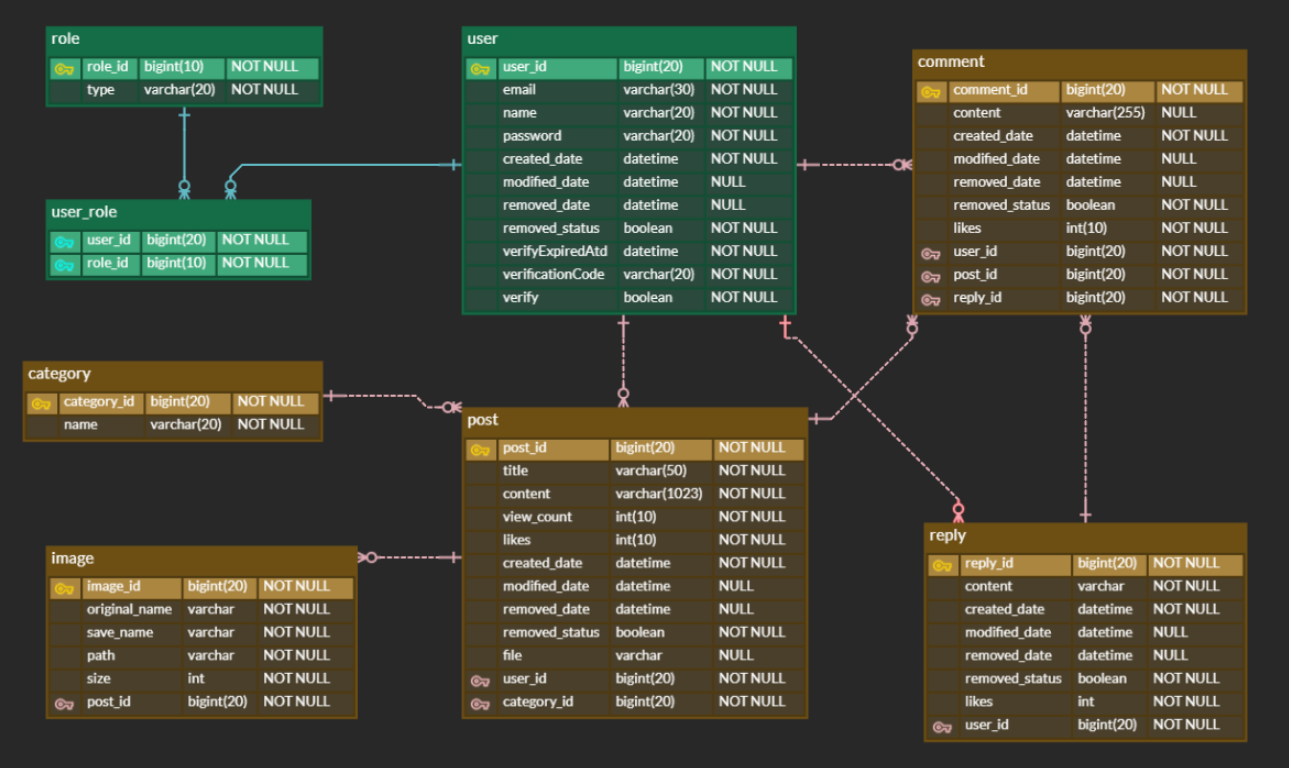 role
role_id bigint(10) NOT NULL
type varchar(20) NOT NULL
user
user_id bigint(20) NOT NULL
email varchar(30) NOT NULL
name varchar(20) NOT NULL
password varchar(20) NOT NULL
created_date datetime NOT NULL
modified_date datetime NULL
removed_date datetime NULL
removed_status boolean NOT NULL
verifyExpiredAtd datetime NOT NULL
verificationCode varchar(20) NOT NULL
verify boolean NOT NULL
comment
comment_id bigint(20) NOT NULL
content varchar(255) NULL
created_date datetime NOT NULL
modified_date datetime NULL
removed_date datetime NULL
removed_status boolean NOT NULL
likes int(10) NOT NULL
user_id bigint(20) NOT NULL
post_id bigint(20) NOT NULL
reply_id bigint(20) NOT NULL
user_role
user_id bigint(20) NOT NULL
role_id bigint(10) NOT NULL
category
category_id bigint(20) NOT NULL
name varchar(20) NOT NULL
post
post_id bigint(20) NOT NULL
title varchar(50) NOT NULL
content varchar(1023) NOT NULL
view_count int(10) NOT NULL
likes int(10) NOT NULL
created_date datetime NOT NULL
modified_date datetime NULL
removed_date datetime NULL
removed_status boolean NOT NULL
file varchar NULL
user_id bigint(20) NOT NULL
category_id bigint(20) NOT NULL
image
image_id bigint(20) NOT NULL
original_name varchar NOT NULL
save_name varchar NOT NULL
path varchar NOT NULL
size int NOT NULL
post_id bigint(20) NOT NULL
reply
reply_id bigint(20) NOT NULL
content varchar NOT NULL
created_date datetime NOT NULL
modified_date datetime NULL
removed_date datetime NULL
removed_status boolean NOT NULL
likes int NOT NULL
user_id bigint(20) NOT NULL